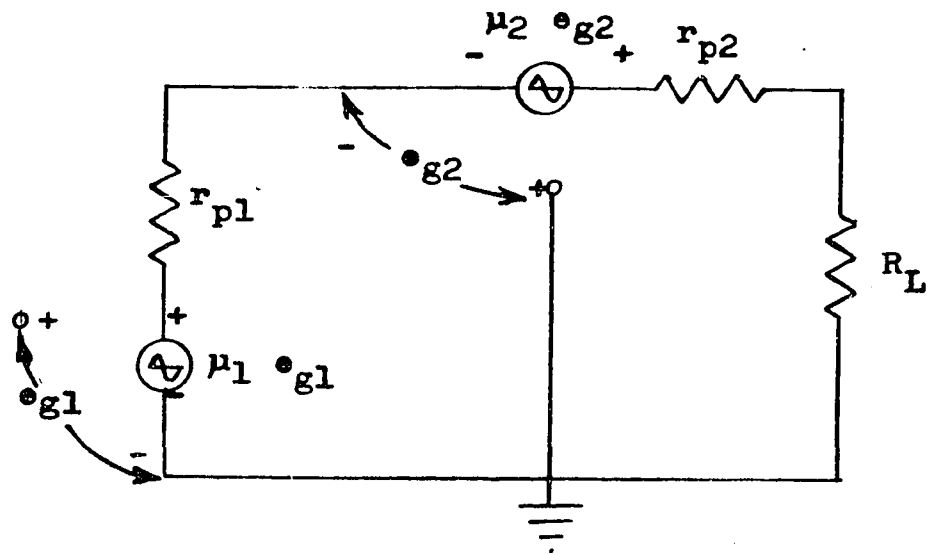 - μ2 eg2 +
rp2
- eg2 +
rp1
RL
+
+
μ1 eg1
-
eg1
-